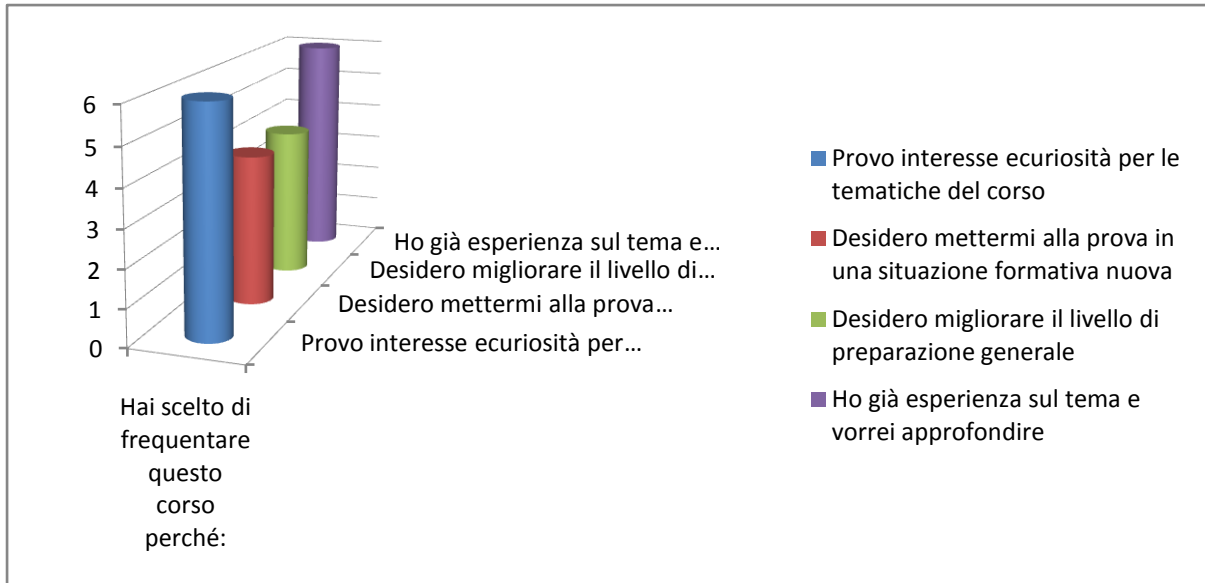 6
5
4
3
2
1
0
Ho già esperienza sul tema e…
Desidero migliorare il livello di…
Desidero mettermi alla prova…
Provo interesse ecuriosità per…
Hai scelto di
frequentare
questo
corso
perché:
Provo interesse ecuriosità per le
tematiche del corso
Desidero mettermi alla prova in
una situazione formativa nuova
Desidero migliorare il livello di
preparazione generale
Ho già esperienza sul tema e
vorrei approfondire